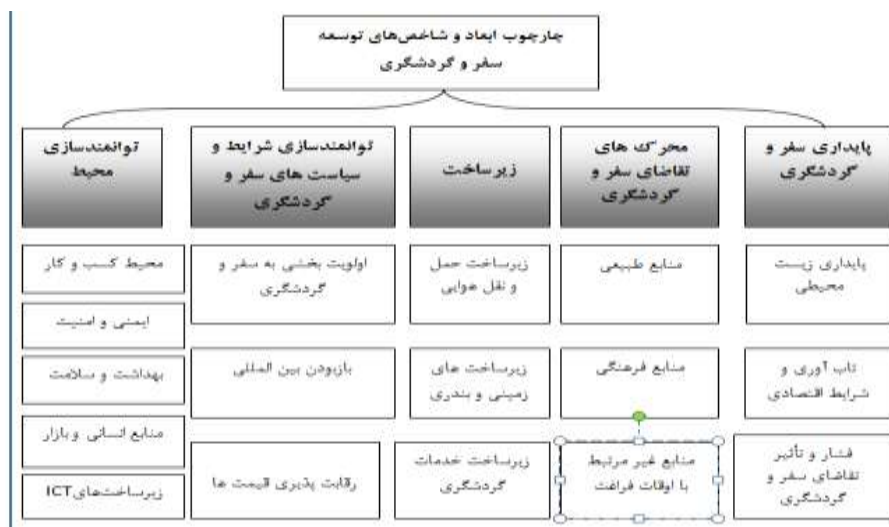 چارچوب ابعاد و شاخص‌های توسعه
سفر و گردشگری
پایداری سفر و
گردشگری
محرک های
تقاضای سفر و
گردشگری
زیرساخت
توانمندسازی شرایط و
سیاست های سفر و
گردشگری
توانمندسازی
محیط
پایداری زیست
محیطی
تاب آوری و
شرایط اقتصادی
فشار و تأثیر
تقاضای سفر و
گردشگری
منابع طبیعی
منابع فرهنگی
منابع غیر مرتبط
با اوقات فراغت
زیرساخت حمل
و نقل هوایی
زیرساخت های
زمینی و بندری
زیرساخت خدمات
گردشگری
اولویت بخشی به سفر و
گردشگری
بازبودن بین المللی
رقابت پذیری قیمت ها
محیط کسب و کار
ایمنی و امنیت
بهداشت و سلامت
منابع انسانی و بازار
زیرساخت‌هایICT